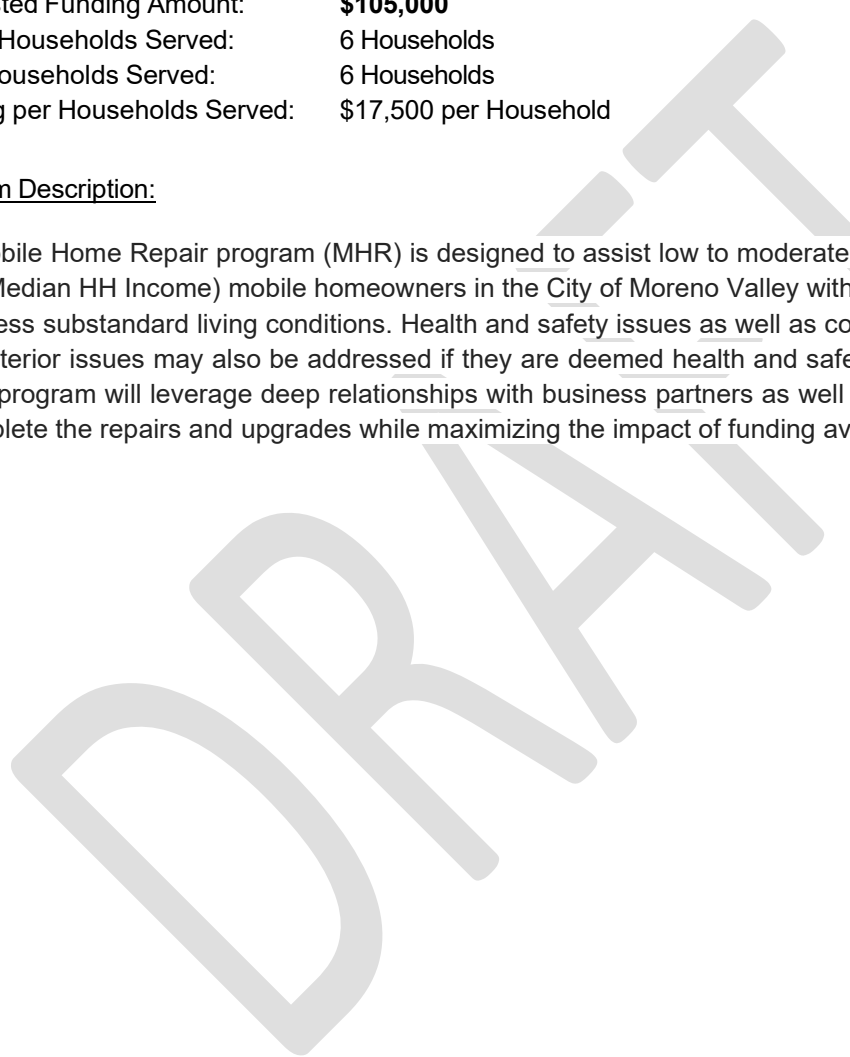 sted Funding Amount: $105,000
Households Served: 6 Households
ouseholds Served: 6 Households
g per Households Served: $17,500 per Household
m Description:
bile Home Repair program (MHR) is designed to assist low to moderate
Median HH Income) mobile homeowners in the City of Moreno Valley with
ess substandard living conditions. Health and safety issues as well as co
terior issues may also be addressed if they are deemed health and safe
program will leverage deep relationships with business partners as well
plete the repairs and upgrades while maximizing the impact of funding av
DRAFT